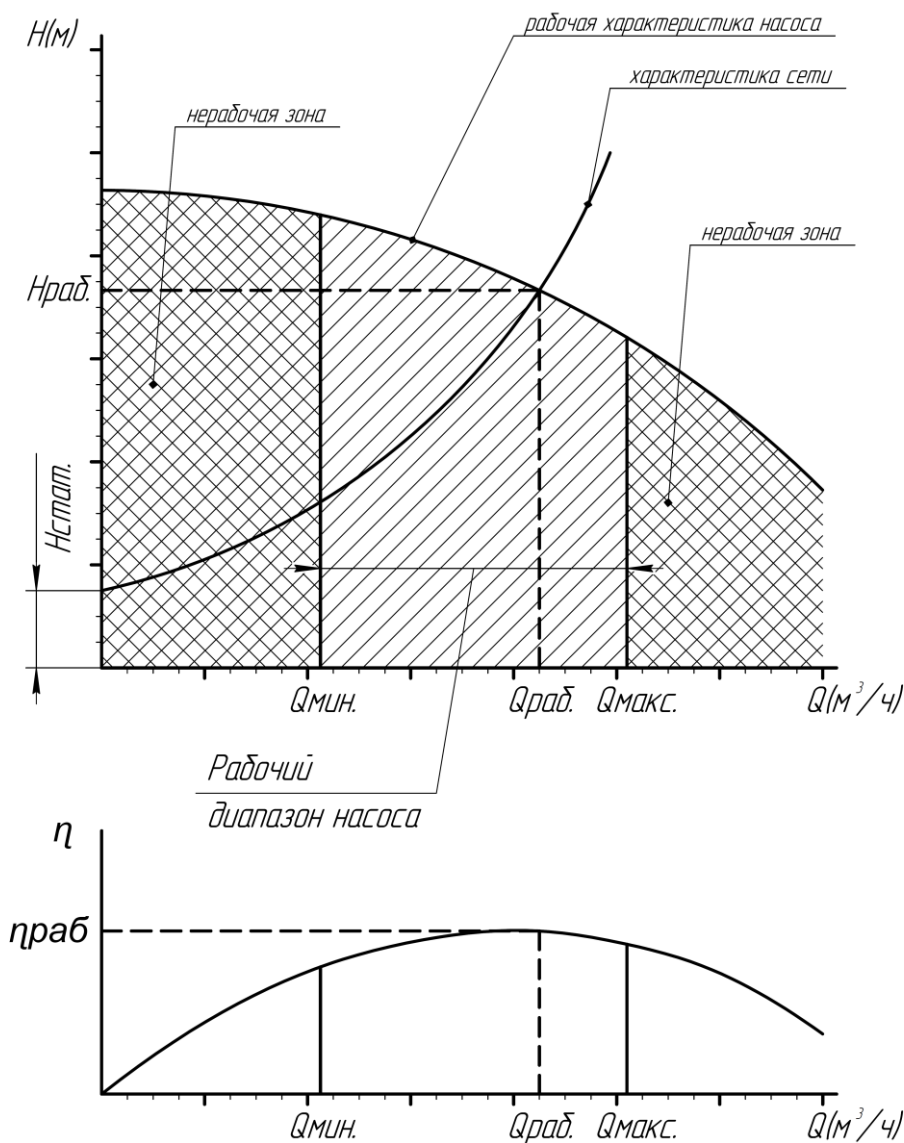 H(м)
рабочая характеристика насоса
характеристика сети
нерабочая зона
нерабочая зона
Hраб.
Hстат.
Qмин.
Qраб.
Qмакс.
Q(м³/ч)
Рабочий
диапазон насоса
η
ηраб
Qмин.
Qраб.
Qмакс.
Q(м³/ч)